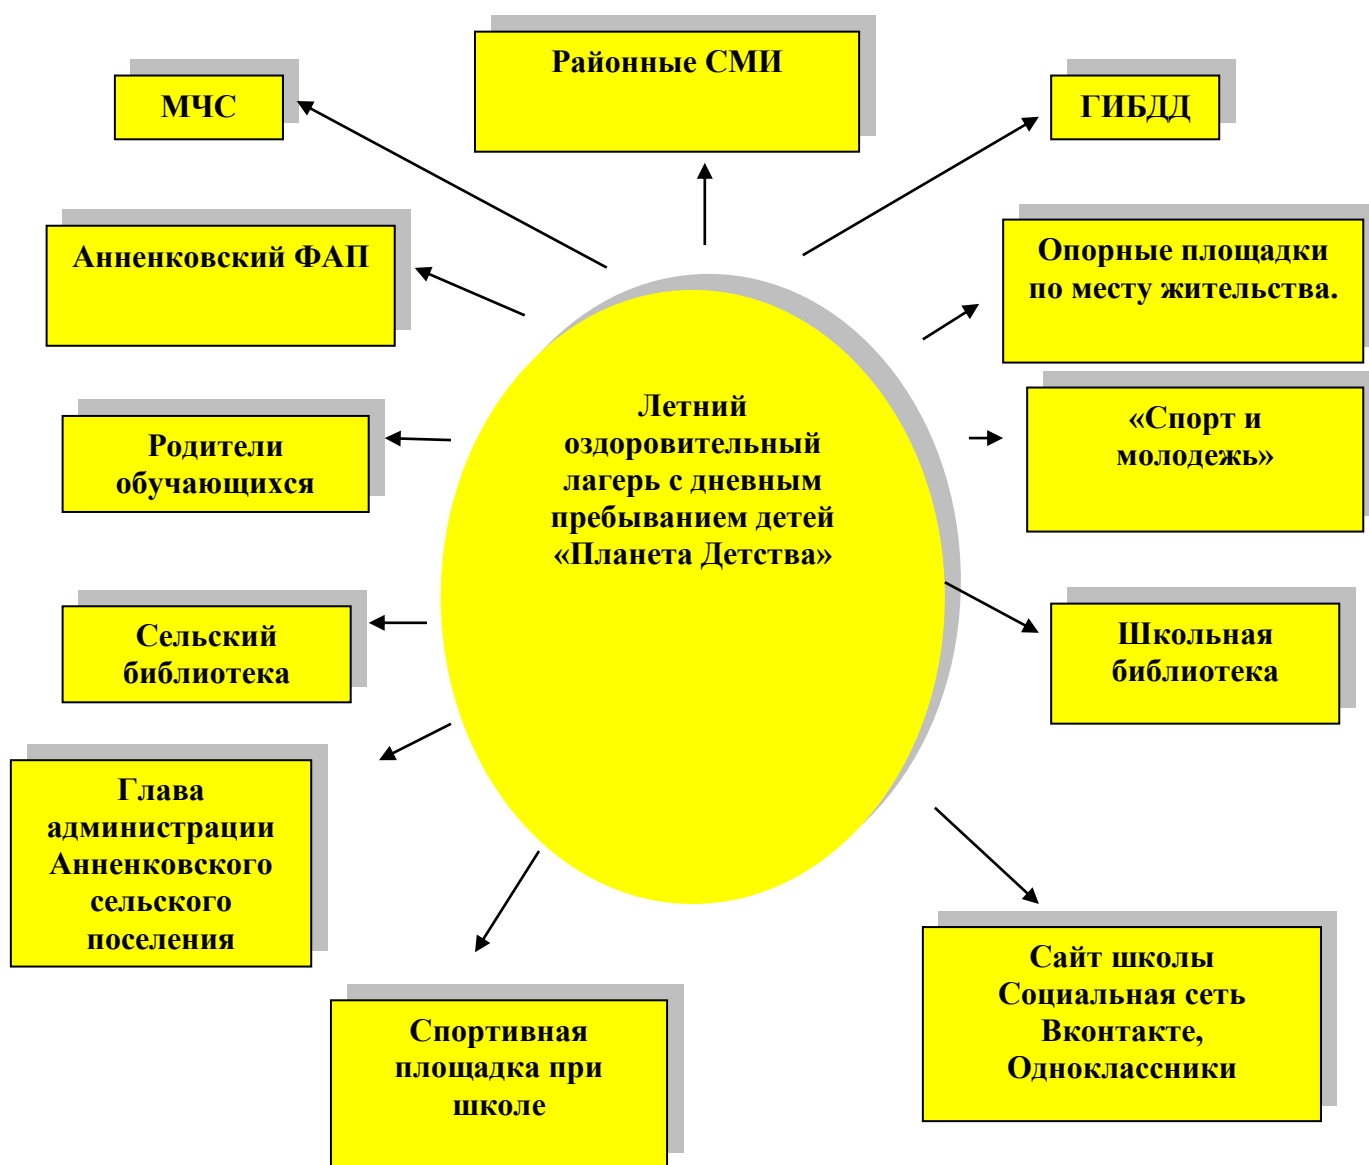 Районные СМИ
МЧС
ГИБДД
Анненковский ФАП
Опорные площадки
по месту жительства.
Летний
оздоровительный
лагерь с дневным
пребыванием детей
«Планета Детства»
«Спорт и
молодежь»
Родители
обучающихся
Сельский
библиотека
Школьная
библиотека
Глава
администрации
Анненковского
сельского
поселения
Сайт школы
Социальная сеть
Вконтакте,
Одноклассники
Спортивная
площадка при
школе